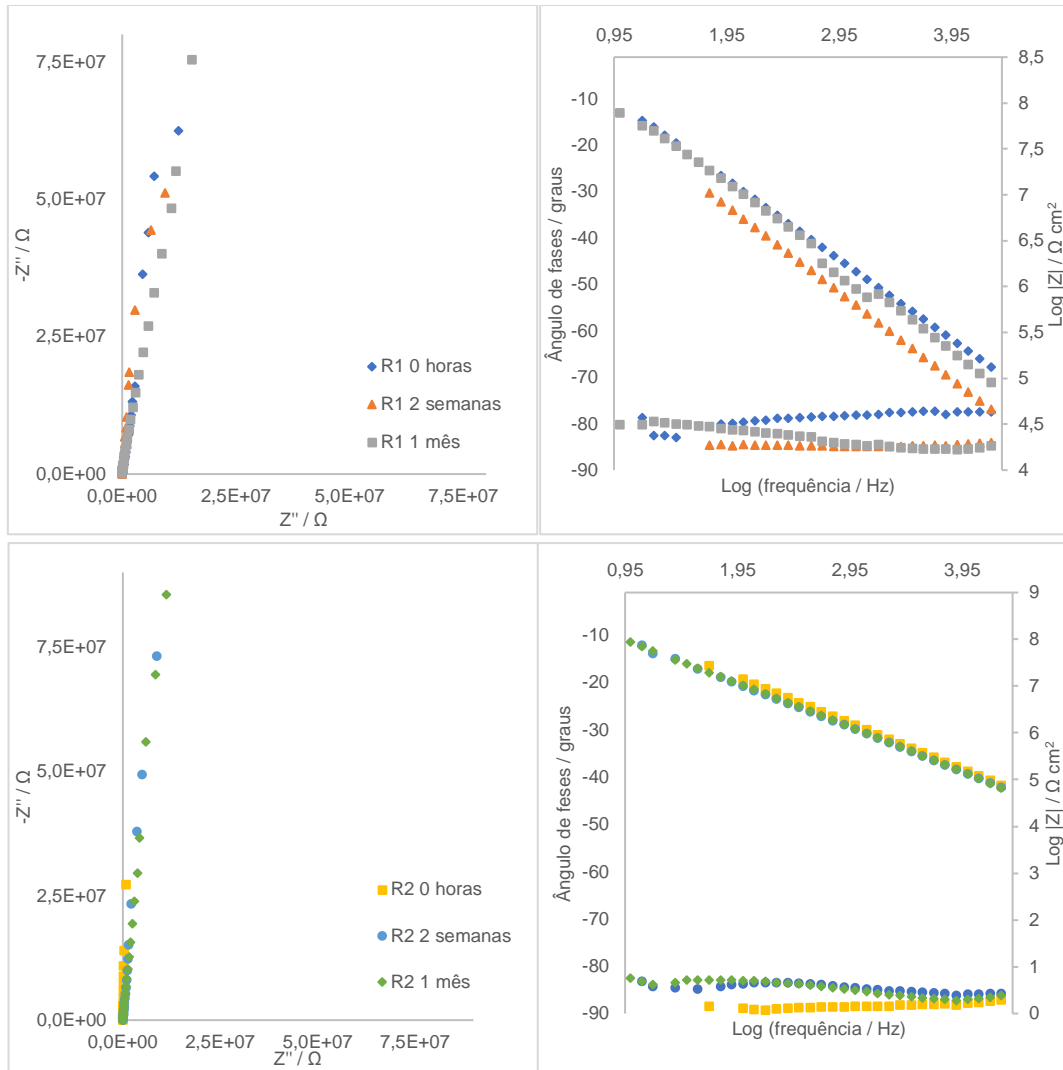 7,5E+07
5,0E+07
2,5E+07
0,0E+00
-Z'' / Ω
0,0E+00
2,5E+07
5,0E+07
7,5E+07
Z'' / Ω
R1 0 horas
R1 2 semanas
R1 1 mês
0,95
1,95
2,95
3,95
-10
-20
-30
-40
-50
-60
-70
-80
-90
Ângulo de fases / graus
8,5
8
7,5
7
6,5
6
5,5
5
4,5
4
Log |Z| / Ω cm²
Log (frequência / Hz)
7,5E+07
5,0E+07
2,5E+07
0,0E+00
-Z'' / Ω
0,0E+00
2,5E+07
5,0E+07
7,5E+07
Z'' / Ω
R2 0 horas
R2 2 semanas
R2 1 mês
0,95
1,95
2,95
3,95
-10
-20
-30
-40
-50
-60
-70
-80
-90
Ângulo de feses / graus
9
8
7
6
5
4
3
2
1
0
Log |Z| / Ω cm²
Log (frequência / Hz)